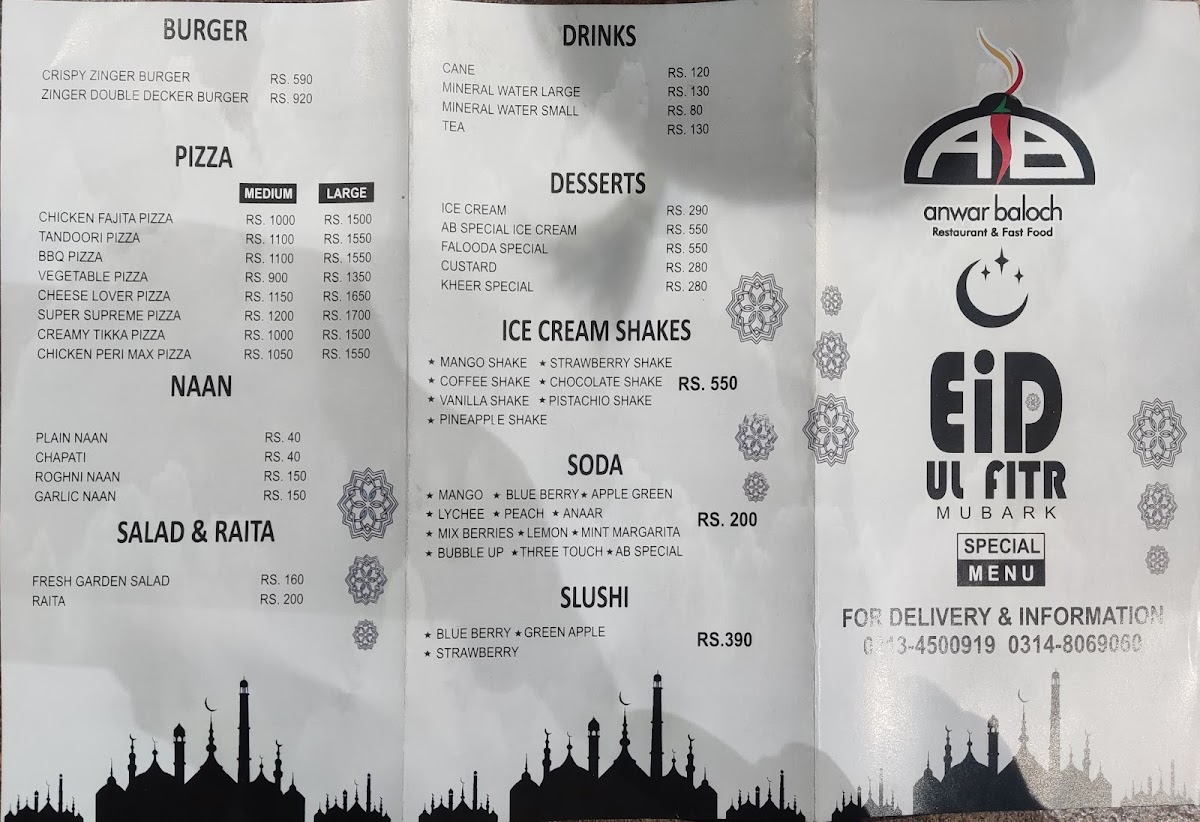 BURGER
CRISPY ZINGER BURGER RS. 590
ZINGER DOUBLE DECKER BURGER RS. 920
PIZZA
MEDIUM LARGE
CHICKEN FAJITA PIZZA RS. 1000 RS. 1500
TANDOORI PIZZA RS. 1100 RS. 1550
BBQ PIZZA RS. 1100 RS. 1550
VEGETABLE PIZZA RS. 900 RS. 1350
CHEESE LOVER PIZZA RS. 1150 RS. 1650
SUPER SUPREME PIZZA RS. 1200 RS. 1700
CREAMY TIKKA PIZZA RS. 1000 RS. 1500
CHICKEN PERI MAX PIZZA RS. 1050 RS. 1550
NAAN
PLAIN NAAN RS. 40
CHAPATI RS. 40
ROGHNI NAAN RS. 150
GARLIC NAAN RS. 150
SALAD & RAITA
FRESH GARDEN SALAD RS. 160
RAITA RS. 200
DRINKS
CANE RS. 120
MINERAL WATER LARGE RS. 130
MINERAL WATER SMALL RS. 80
TEA RS. 130
DESSERTS
ICE CREAM RS. 290
AB SPECIAL ICE CREAM RS. 550
FALOODA SPECIAL RS. 550
CUSTARD RS. 280
KHEER SPECIAL RS. 280
ICE CREAM SHAKES
★ MANGO SHAKE ★ STRAWBERRY SHAKE
★ COFFEE SHAKE ★ CHOCOLATE SHAKE RS. 550
★ VANILLA SHAKE ★ PISTACHIO SHAKE
★ PINEAPPLE SHAKE
SODA
★ MANGO ★ BLUE BERRY ★ APPLE GREEN
★ LYCHEE ★ PEACH ★ ANAAR RS. 200
★ MIX BERRIES ★ LEMON ★ MINT MARGARITA
★ BUBBLE UP ★ THREE TOUCH ★ AB SPECIAL
SLUSHI
★ BLUE BERRY ★ GREEN APPLE RS.390
★ STRAWBERRY
AB
anwar baloch
Restaurant & Fast Food
EiD
UL FITR
MUBARK
SPECIAL
MENU
FOR DELIVERY & INFORMATION
0314-8069060